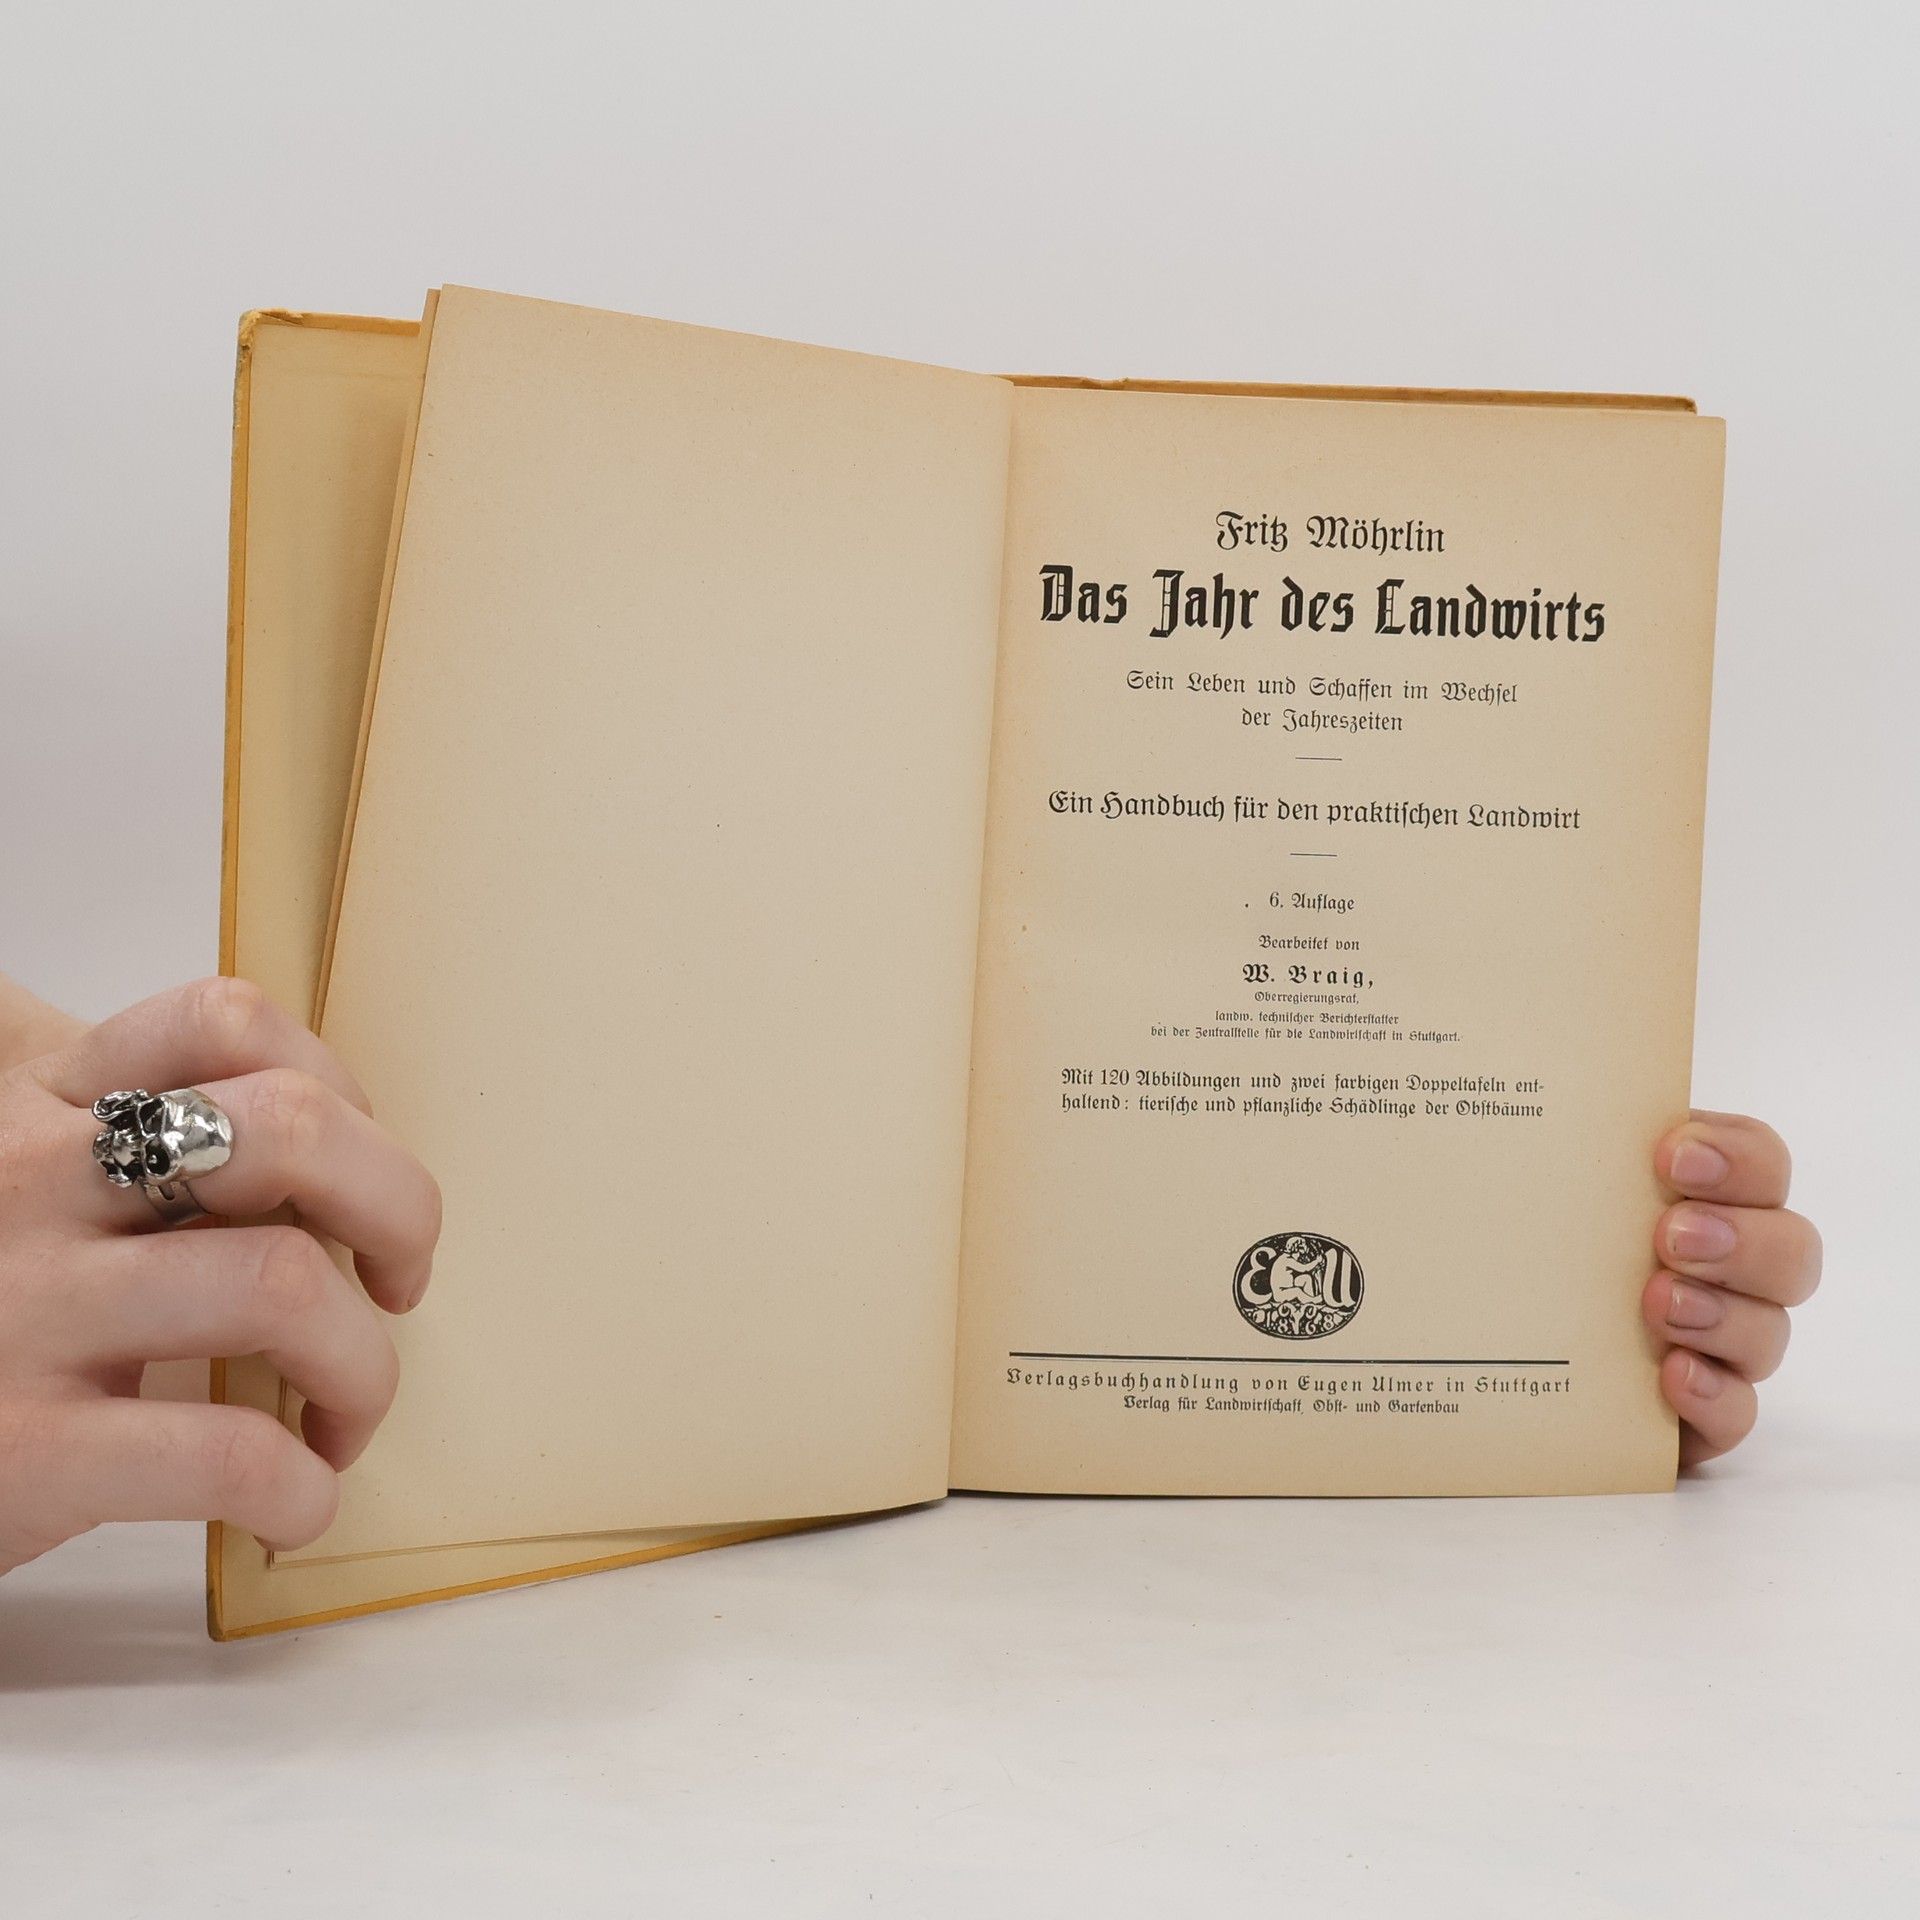 Fritz Möhrlin
Das Jahr des Landwirts
Sein Leben und Schaffen im Wechsel
der Jahreszeiten
Ein Handbuch für den praktischen Landwirt
6. Auflage
Bearbeitet von
W. Braig,
Oberregierungsrat,
landw. technischer Berichterstatter
bei der Zentralstelle für die Landwirtschaft in Stuttgart.
Mit 120 Abbildungen und zwei farbigen Doppeltafeln ent-
haltend: tierische und pflanzliche Schädlinge der Obstbäume
E U
1868
Verlagsbuchhandlung von Eugen Ulmer in Stuttgart
Verlag für Landwirtschaft, Obst- und Gartenbau